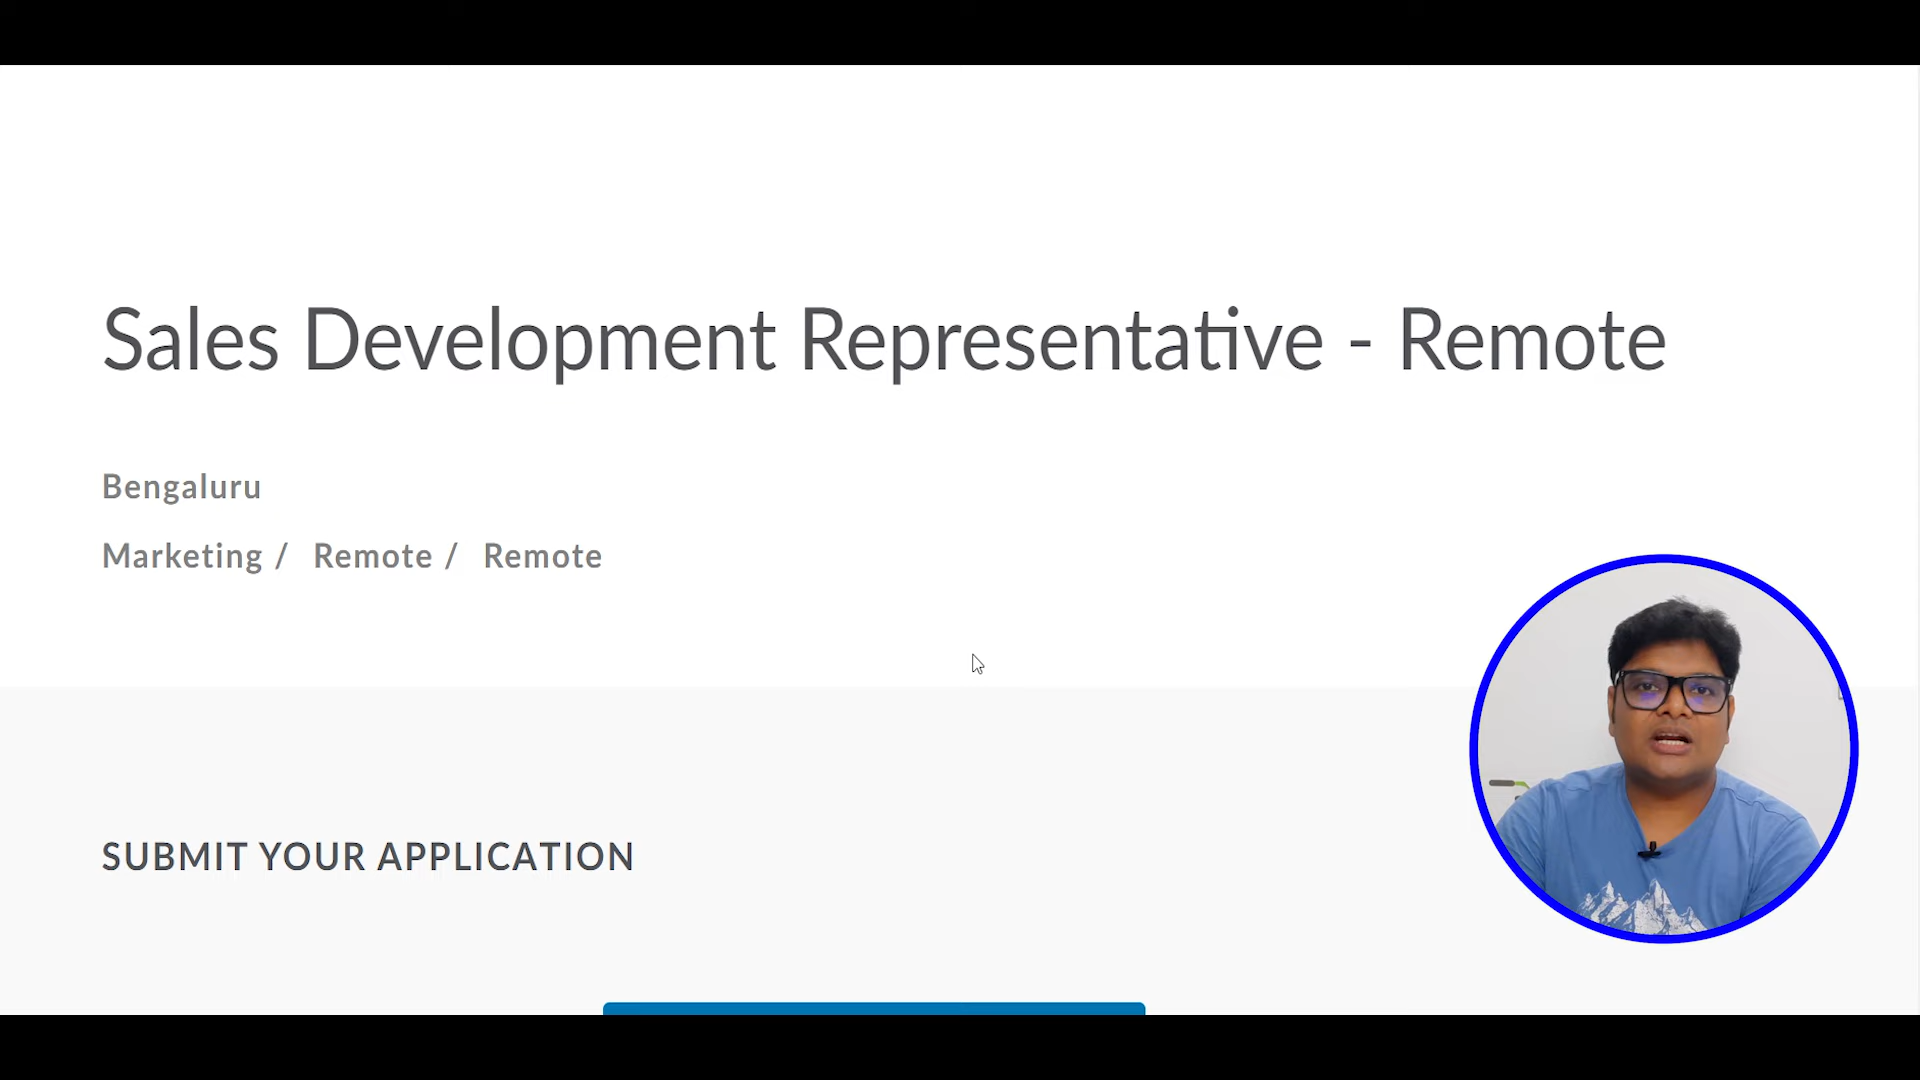 Sales Development Representative - Remote
Bengaluru
Marketing / Remote / Remote
SUBMIT YOUR APPLICATION